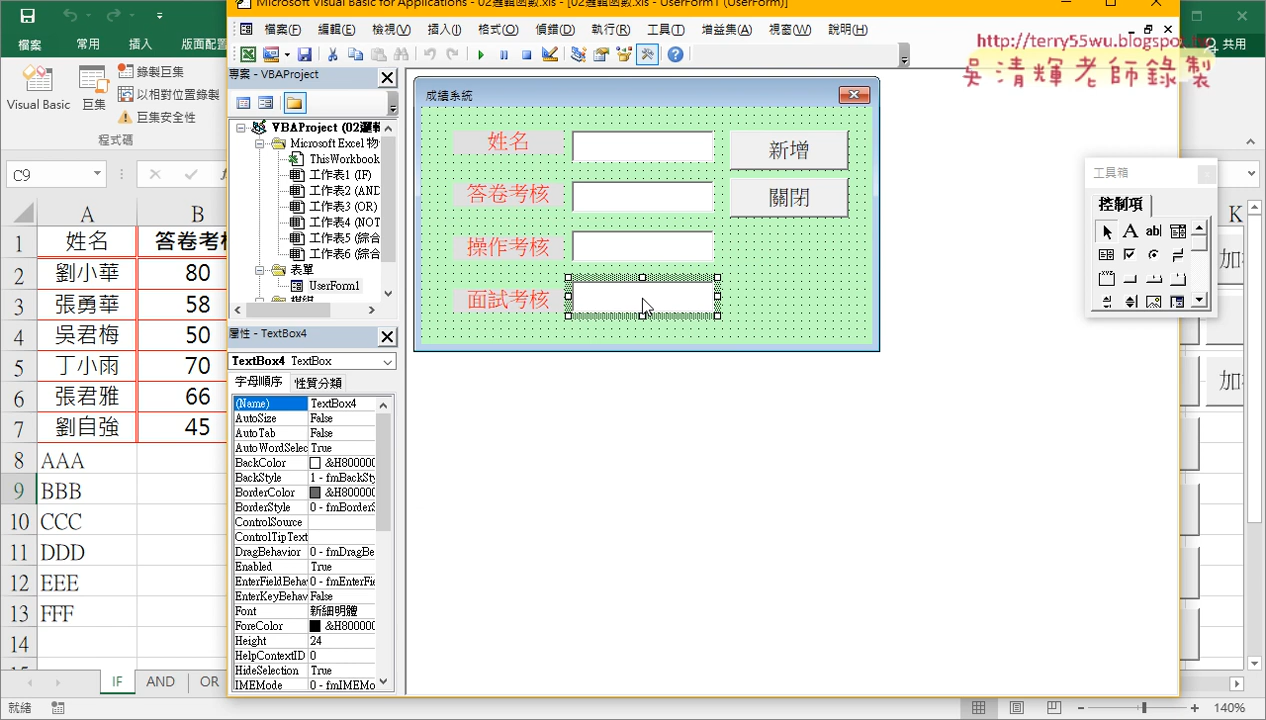 Microsoft Visual Basic for Applications - 02邏輯函數.xls - [02邏輯函數.xls - UserForm1 (UserForm)]
檔案(F) 編輯(E) 檢視(V) 插入(I) 格式(O) 偵錯(D) 執行(R) 工具(T) 增益集(A) 視窗(W) 說明(H)
http://terry55wu.blogspot.tw
吳清輝老師錄製
共用
檔案 常用 插入 版面配置
Visual Basic
巨集
錄製巨集
以相對位置錄製
巨集安全性
程式碼
C9
A B K
1 姓名 答卷考核
2 劉小華 80
3 張勇華 58
4 吳君梅 50
5 丁小雨 70
6 張君雅 66
7 劉自強 45
8 AAA
9 BBB
10 CCC
11 DDD
12 EEE
13 FFF
14
IF AND OR
就緒
140%
專案 - VBAProject
VBAProject (02邏輯
Microsoft Excel 物
ThisWorkbook
工作表1 (IF)
工作表2 (AND
工作表3 (OR)
工作表4 (NOT
工作表5 (綜合
工作表6 (綜合
表單
UserForm1
屬性 - TextBox4
TextBox4 TextBox
字母順序 性質分類
(Name) TextBox4
AutoSize False
AutoTab False
AutoWordSelec True
BackColor &H800000
BackStyle 1 - fmBackSty
BorderColor &H800000
BorderStyle 0 - fmBorderS
ControlSource
ControlTipText
DragBehavior 0 - fmDragBe
Enabled True
EnterFieldBeha 0 - fmEnterFi
EnterKeyBehav False
Font 新細明體
ForeColor &H800000
Height 24
HelpContextID 0
HideSelection True
IMEMode 0 - fmIMEMo
成績系統
姓名
答卷考核
操作考核
面試考核
新增
關閉
工具箱
控制項
加
加